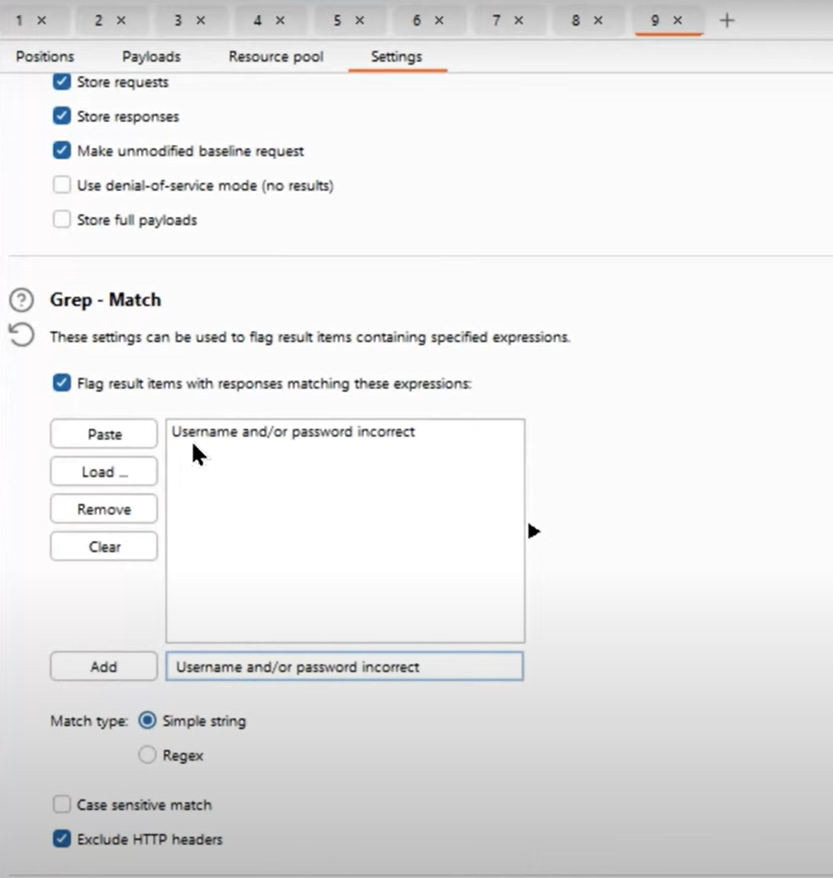 1 × 2 × 3 × 4 × 5 × 6 × 7 × 8 × 9 × +
Positions Payloads Resource pool Settings
Store requests
Store responses
Make unmodified baseline request
Use denial-of-service mode (no results)
Store full payloads
? Grep - Match
These settings can be used to flag result items containing specified expressions.
Flag result items with responses matching these expressions:
Paste Username and/or password incorrect
Load ...
Remove
Clear
Add Username and/or password incorrect
Match type: Simple string
Regex
Case sensitive match
Exclude HTTP headers